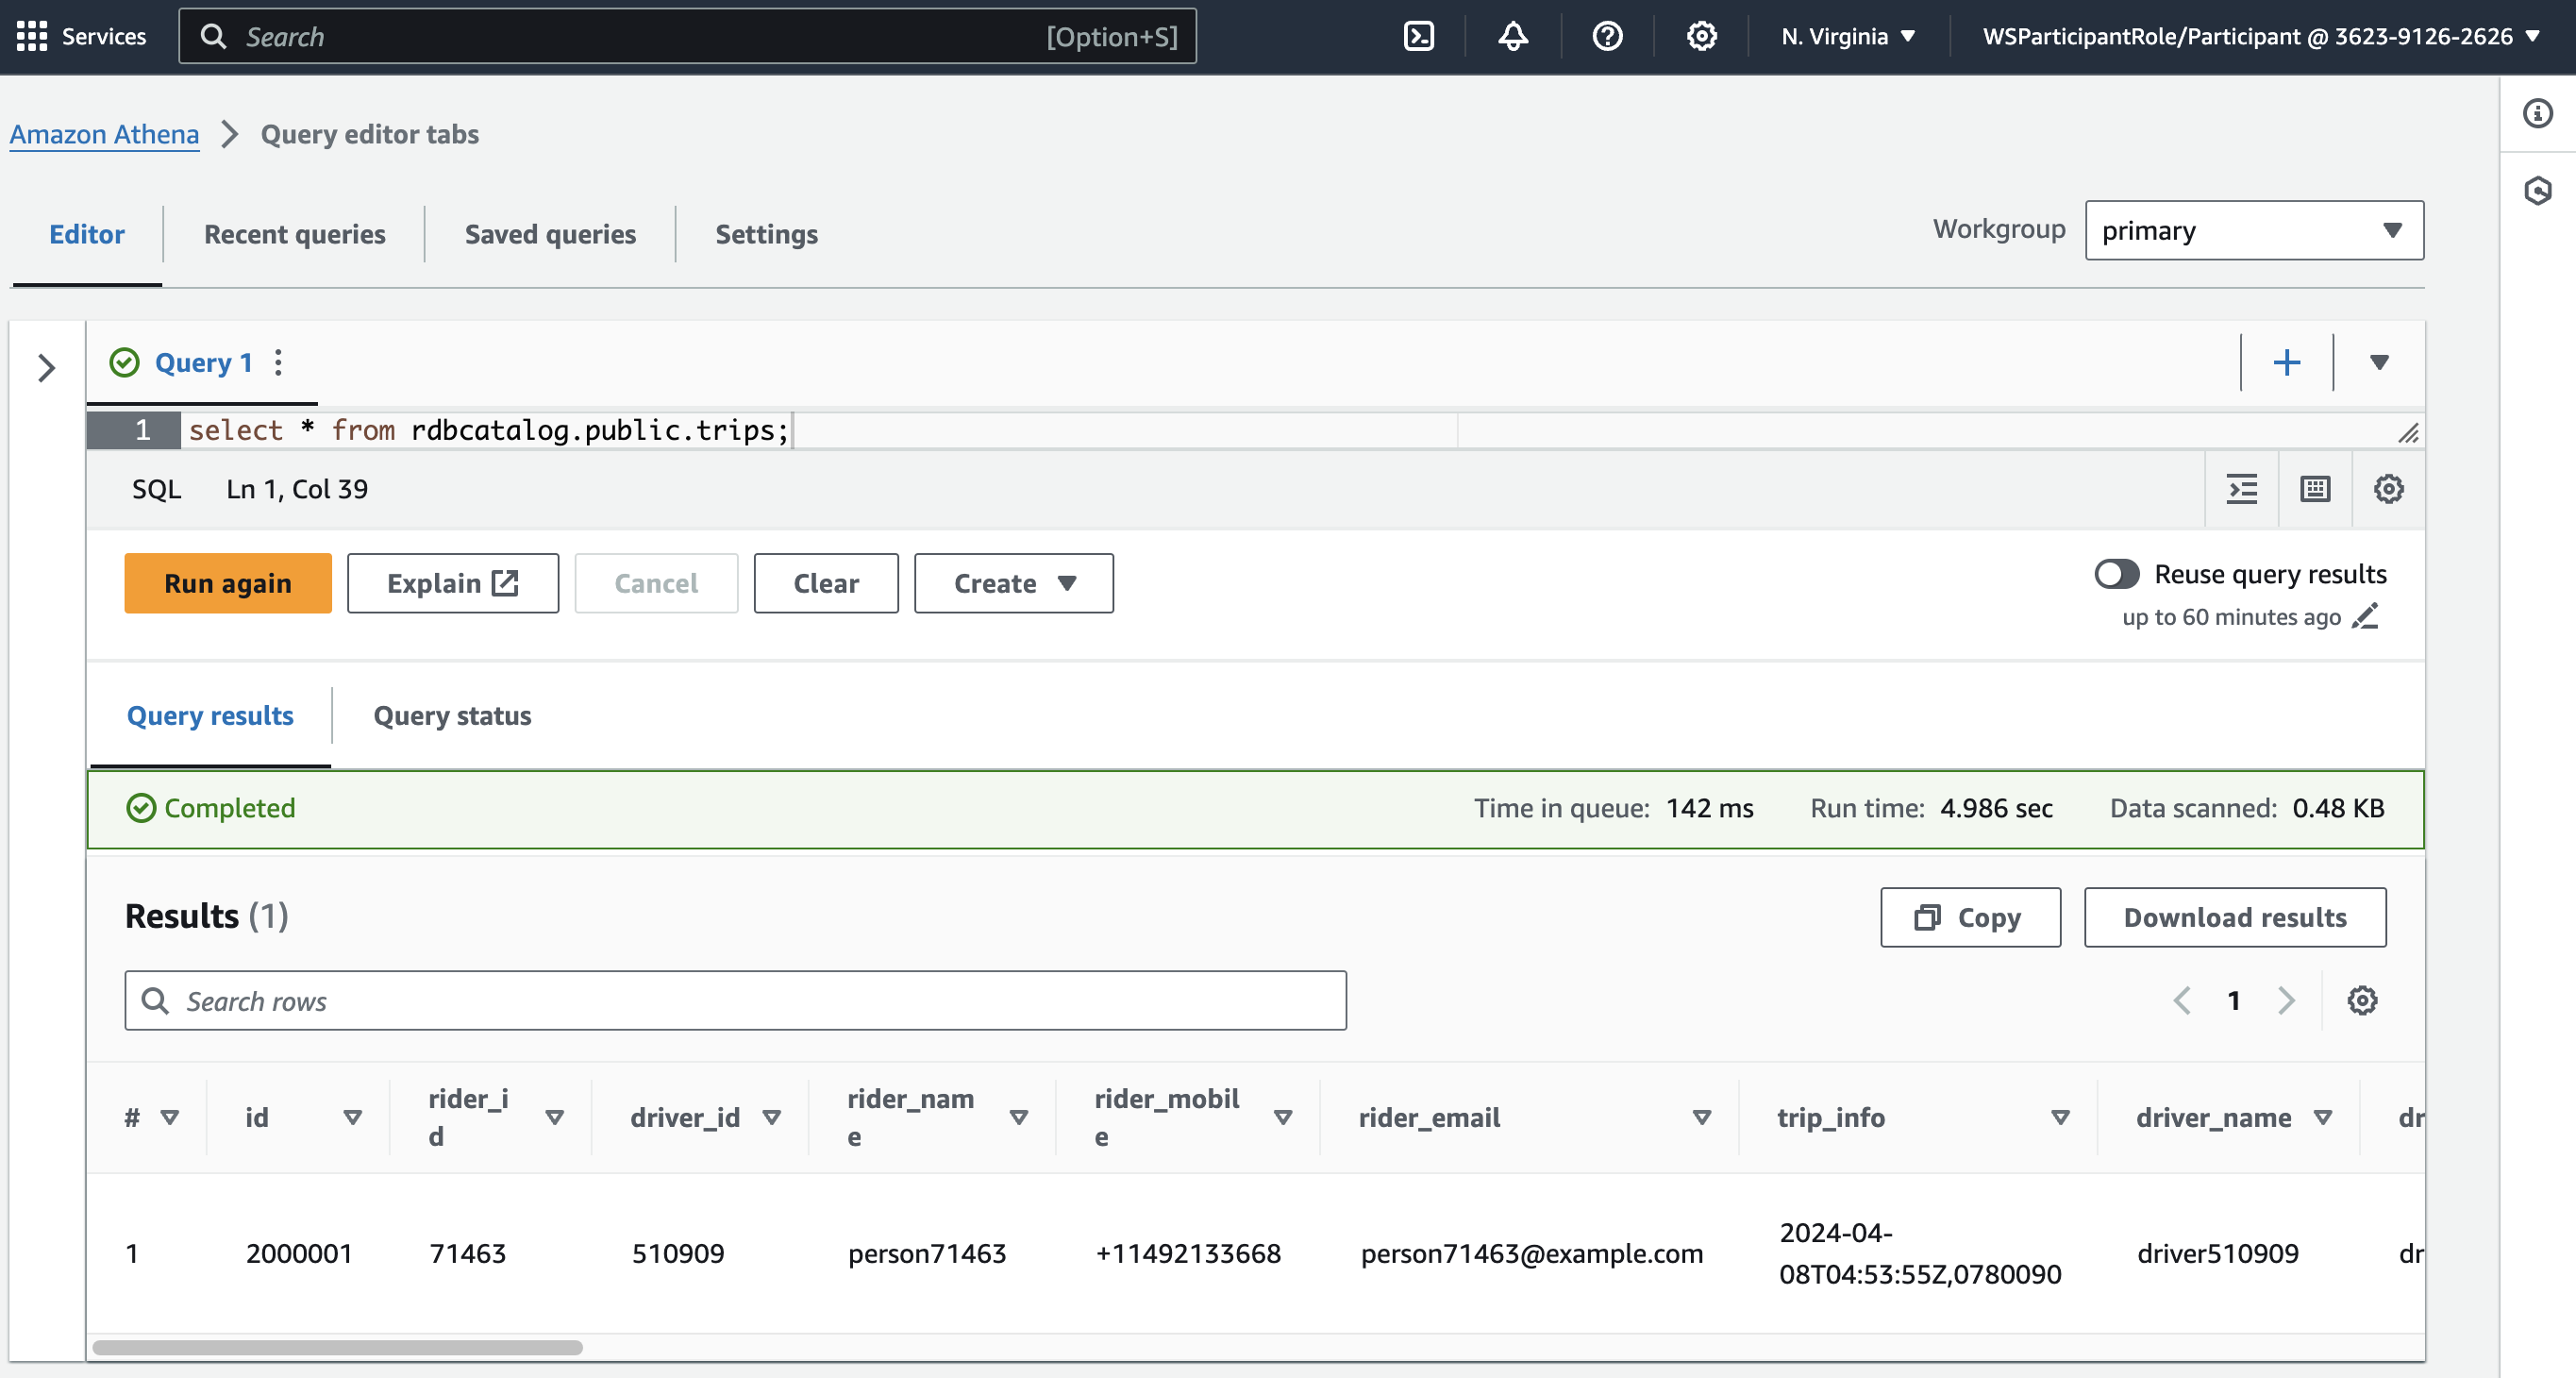 Services
Search
[Option+S]
N. Virginia
WSParticipantRole/Participant @ 3623-9126-2626
Amazon Athena
Query editor tabs
Editor
Recent queries
Saved queries
Settings
Workgroup
primary
Query 1
1
select * from rdbcatalog.public.trips;
SQL
Ln 1, Col 39
Run again
Explain
Cancel
Clear
Create
Reuse query results
up to 60 minutes ago
Query results
Query status
Completed
Time in queue: 142 ms
Run time: 4.986 sec
Data scanned: 0.48 KB
Results (1)
Copy
Download results
Search rows
1
#
id
rider_i
d
driver_id
rider_nam
e
rider_mobil
e
rider_email
trip_info
driver_name
dr
1
2000001
71463
510909
person71463
+11492133668
person71463@example.com
2024-04-
08T04:53:55Z,0780090
driver510909
dr